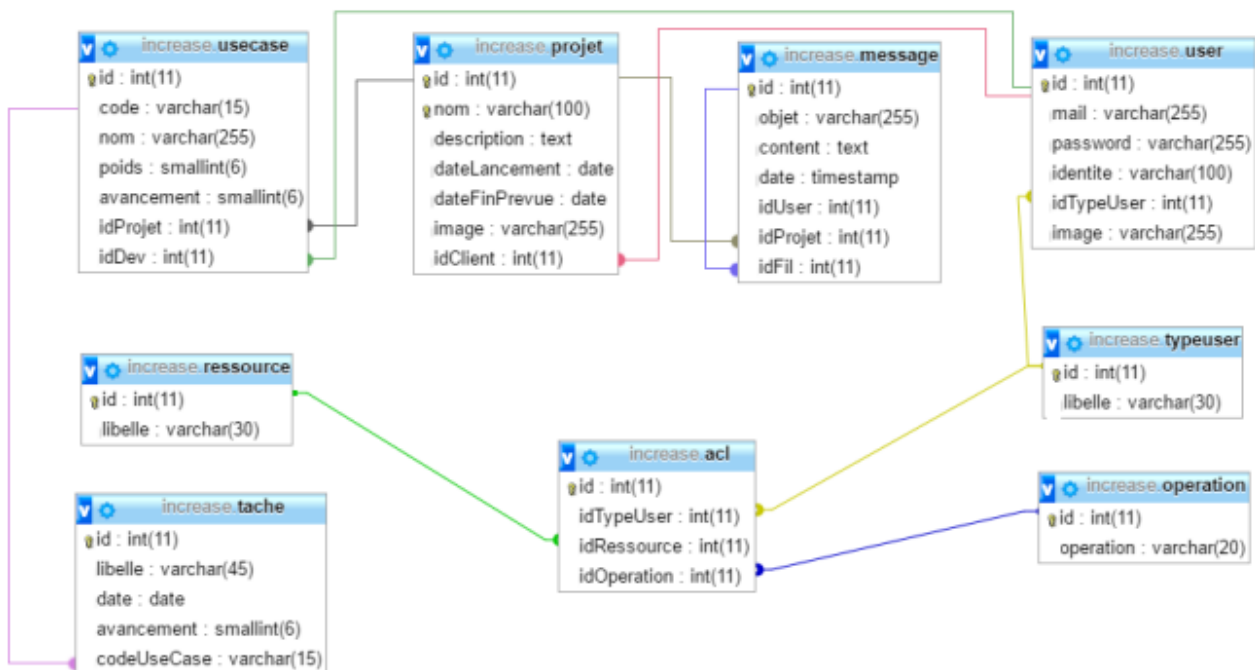 increase.usecase
id : int(11)
code : varchar(15)
nom : varchar(255)
poids : smallint(6)
avancement : smallint(6)
idProjet : int(11)
idDev : int(11)
increase.projet
id : int(11)
nom : varchar(100)
description : text
dateLancement : date
dateFinPrevue : date
image : varchar(255)
idClient : int(11)
increase.message
id : int(11)
objet : varchar(255)
content : text
date : timestamp
idUser : int(11)
idProjet : int(11)
idFil : int(11)
increase.user
id : int(11)
mail : varchar(255)
password : varchar(255)
identite : varchar(100)
idTypeUser : int(11)
image : varchar(255)
increase.ressource
id : int(11)
libelle : varchar(30)
increase.typeuser
id : int(11)
libelle : varchar(30)
increase.acl
id : int(11)
idTypeUser : int(11)
idRessource : int(11)
idOperation : int(11)
increase.operation
id : int(11)
operation : varchar(20)
increase.tache
id : int(11)
libelle : varchar(45)
date : date
avancement : smallint(6)
codeUseCase : varchar(15)